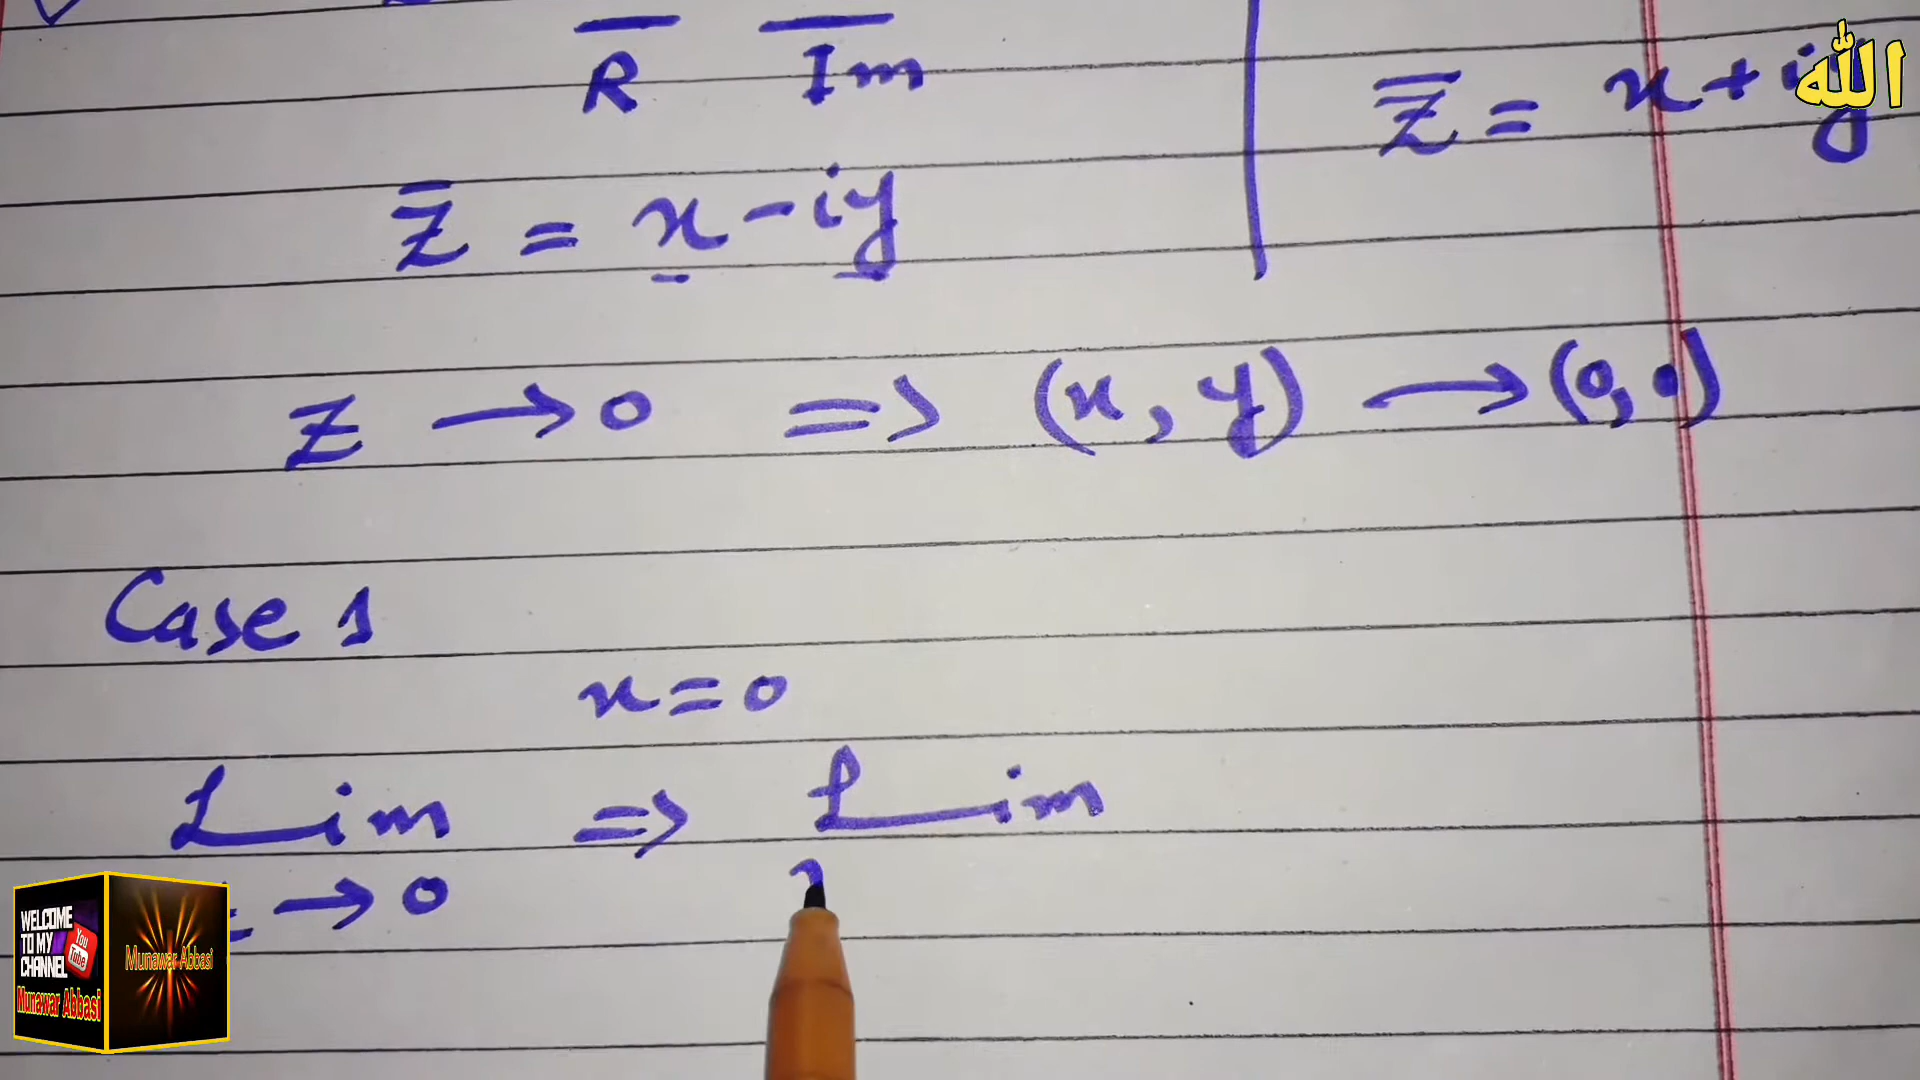 R Im
z̿ = x + iy
z̄ = x - iy
z → 0 => (x, y) → (0, 0)
Case 1
x = 0
Lim => Lim
→ 0
الله
WELCOME
TO MY
CHANNEL
You
Tube
Munawar Abbasi
Munawar Abbasi